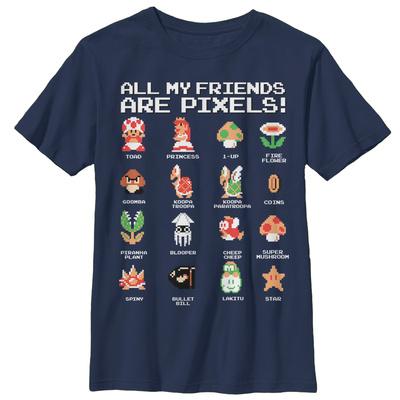 ALL MY FRIENDS
ARE PIXELS!
TOAD
PRINCESS
1-UP
FIRE
FLOWER
GOOMBA
KOOPA
TROOPA
KOOPA
PARATROOPA
COINS
PIRANHA
PLANT
BLOOPER
CHEEP
CHEEP
SUPER
MUSHROOM
SPINY
BULLET
BILL
LAKITU
STAR